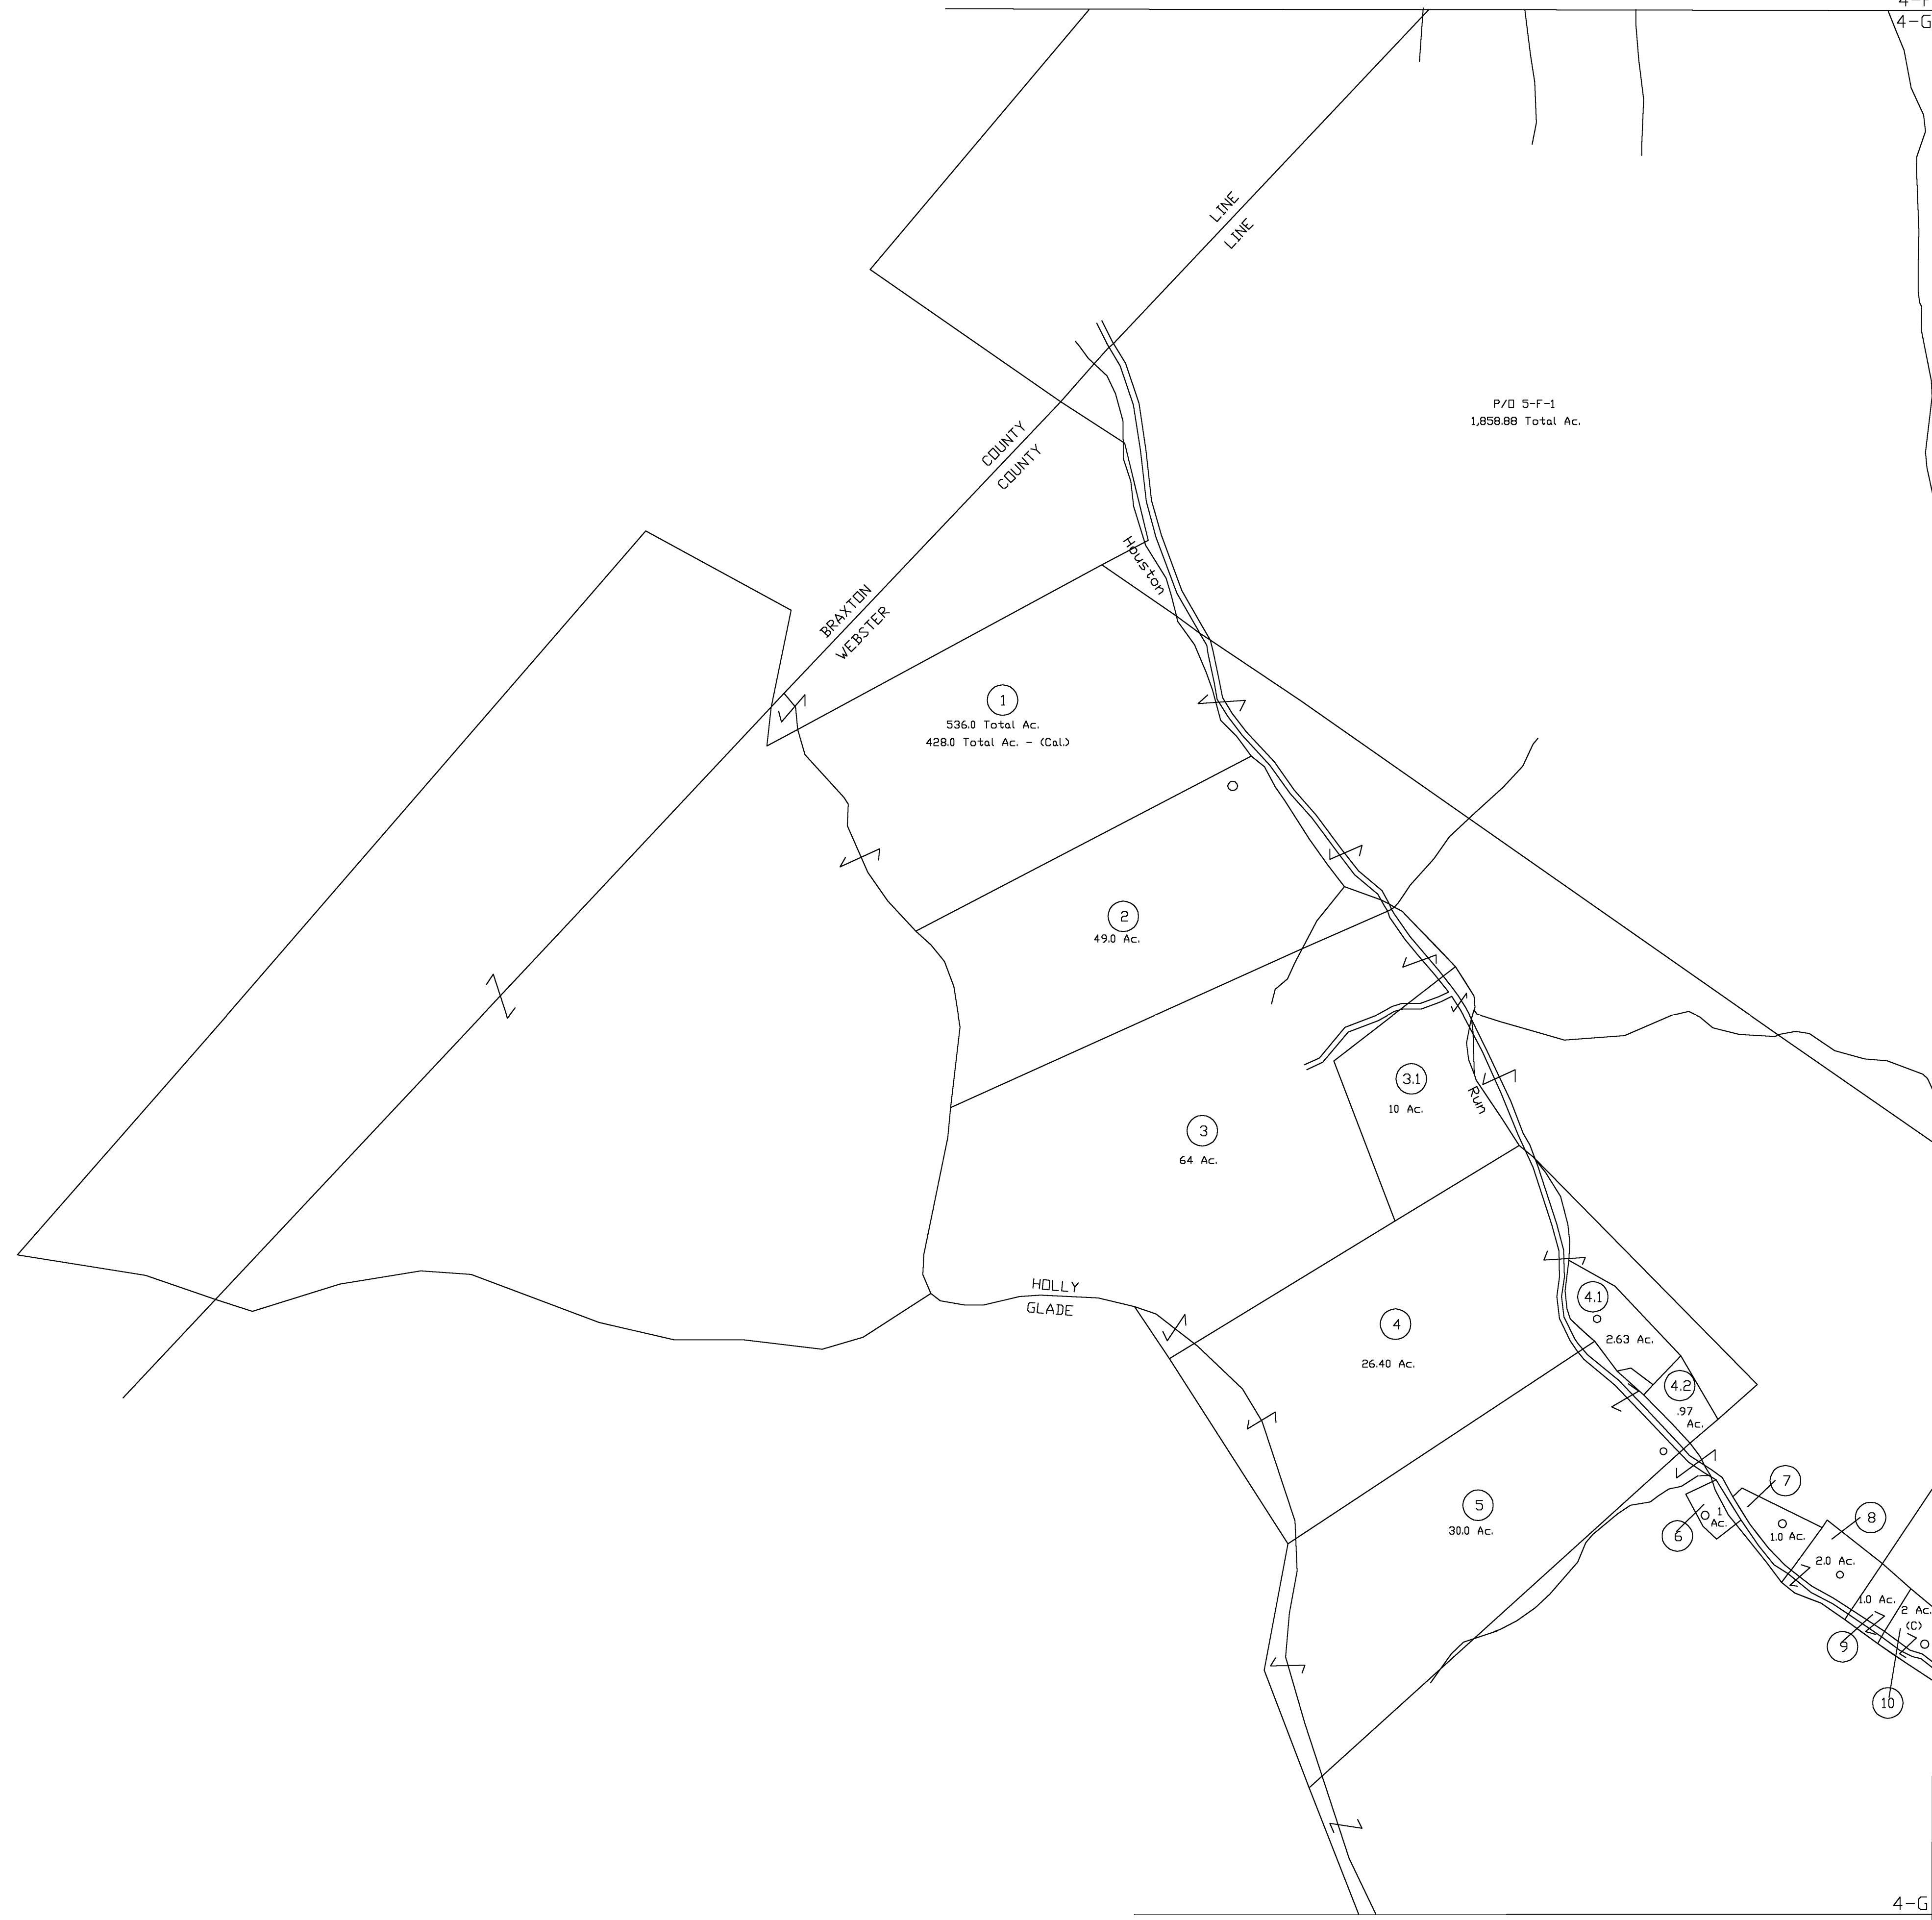 4-G
LINE
LINE
P/O 5-F-1
1,858.88 Total Ac.
COUNTY
COUNTY
Houston
BRAXTON
WEBSTER
1
536.0 Total Ac.
428.0 Total Ac. - (Cal.)
2
49.0 Ac.
3.1
10 Ac.
Run
3
64 Ac.
HOLLY
GLADE
4.1
2.63 Ac.
4
26.40 Ac.
4.2
.97
Ac.
5
30.0 Ac.
6
1
Ac.
7
1.0 Ac.
8
2.0 Ac.
1.0 Ac.
9
2 Ac.
(C)
10
4-G